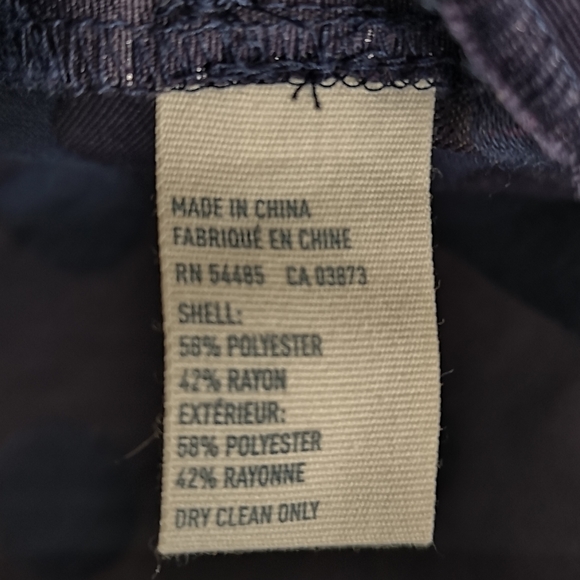 MADE IN CHINA
FABRIQUÉ EN CHINE
RN 54485 CA 03873
SHELL:
58% POLYESTER
42% RAYON
EXTÉRIEUR:
58% POLYESTER
42% RAYONNE
DRY CLEAN ONLY